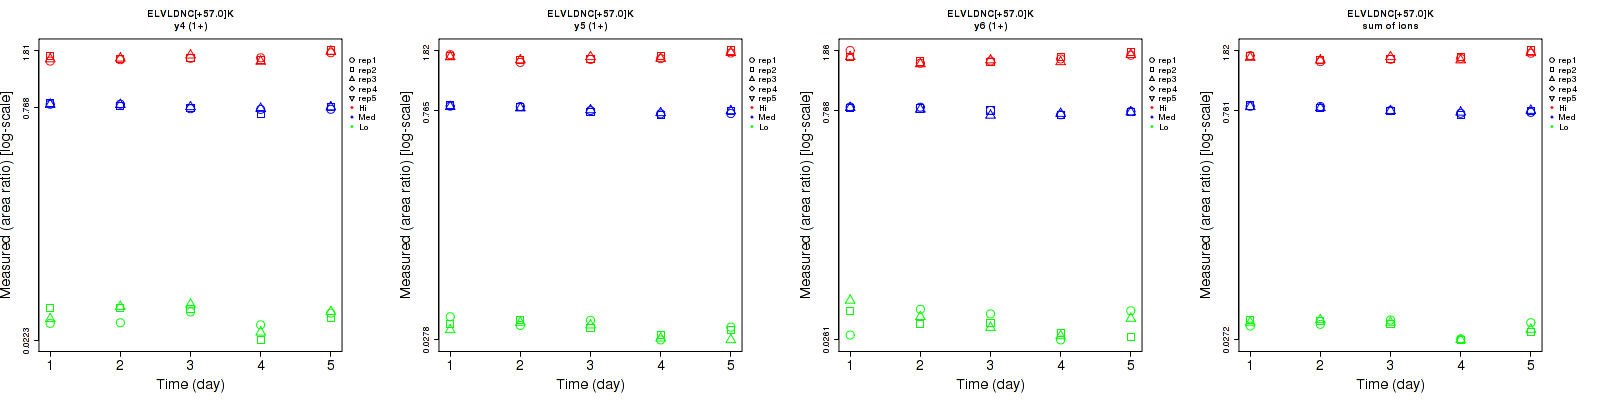 ELVLDNC[+57.0]K
y4 (1+)
Measured (area ratio) [log-scale]
1.81
0.768
0.0223
1 2 3 4 5
Time (day)
rep1
rep2
rep3
rep4
rep5
Hi
Med
Lo
ELVLDNC[+57.0]K
y5 (1+)
Measured (area ratio) [log-scale]
1.82
0.765
0.0278
1 2 3 4 5
Time (day)
rep1
rep2
rep3
rep4
rep5
Hi
Med
Lo
ELVLDNC[+57.0]K
y6 (1+)
Measured (area ratio) [log-scale]
1.86
0.768
0.0261
1 2 3 4 5
Time (day)
rep1
rep2
rep3
rep4
rep5
Hi
Med
Lo
ELVLDNC[+57.0]K
sum of ions
Measured (area ratio) [log-scale]
1.82
0.761
0.0272
1 2 3 4 5
Time (day)
rep1
rep2
rep3
rep4
rep5
Hi
Med
Lo